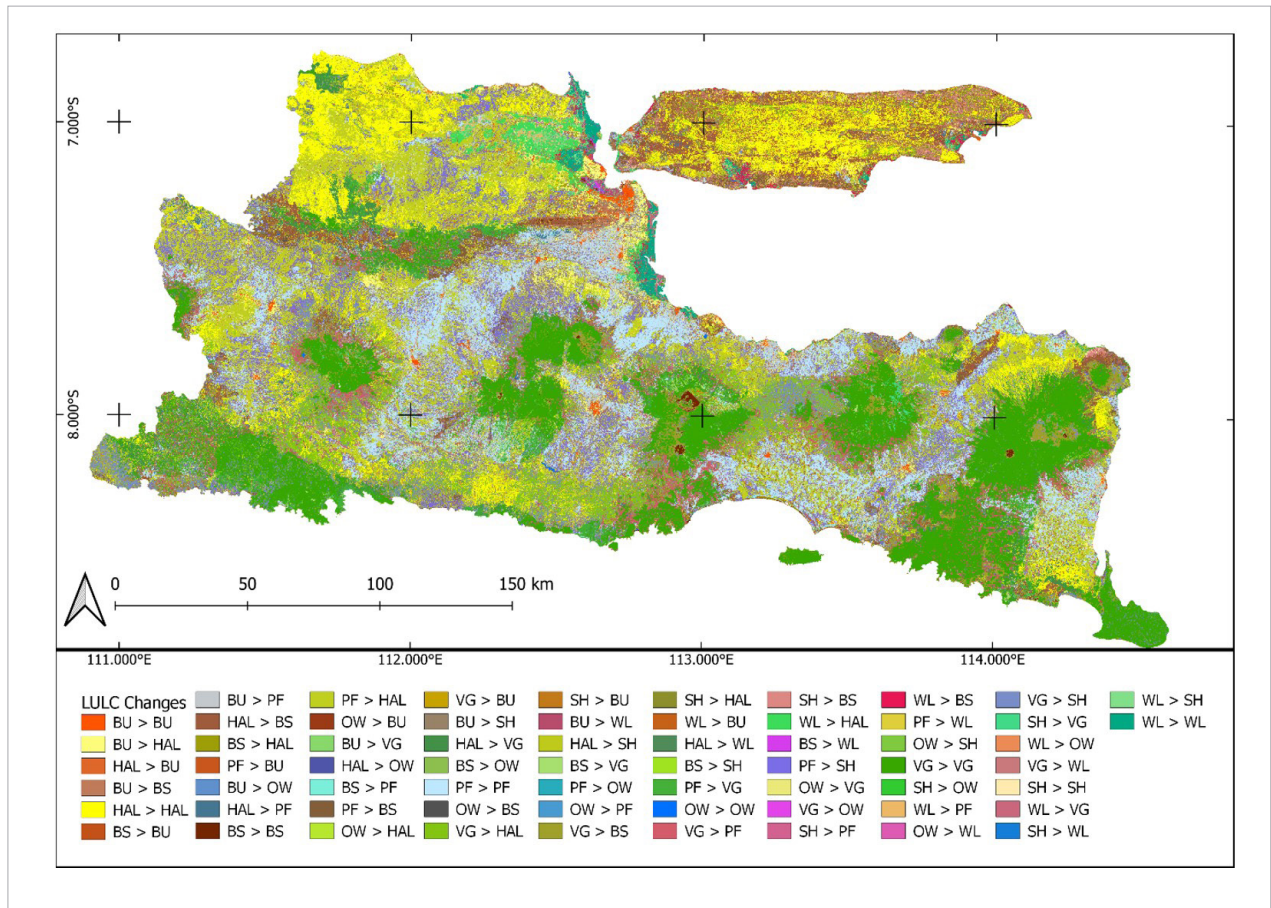 7.000°S
8.000°S
0 50 100 150 km
111.000°E 112.000°E 113.000°E 114.000°E
LULC Changes BU > PF PF > HAL VG > BU SH > BU SH > HAL SH > BS WL > BS VG > SH WL > SH
BU > BU HAL > BS OW > BU BU > SH BU > WL WL > BU WL > HAL PF > WL SH > VG WL > WL
BU > HAL BS > HAL BU > VG HAL > VG HAL > SH HAL > WL BS > WL OW > SH WL > OW
HAL > BU PF > BU HAL > OW BS > OW BS > VG BS > SH PF > SH VG > VG VG > WL
BU > BS BU > OW BS > PF PF > PF PF > OW PF > VG OW > VG SH > OW SH > SH
HAL > HAL HAL > PF PF > BS OW > BS OW > PF OW > OW VG > OW WL > PF WL > VG
BS > BU BS > BS OW > HAL VG > HAL VG > BS VG > PF SH > PF OW > WL SH > WL